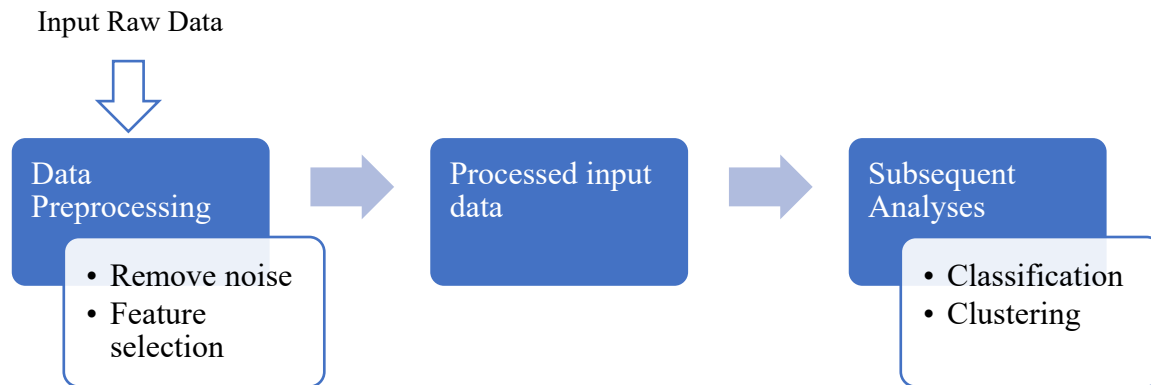 Input Raw Data
Data
Preprocessing
• Remove noise
• Feature
selection
Processed input
data
Subsequent
Analyses
• Classification
• Clustering